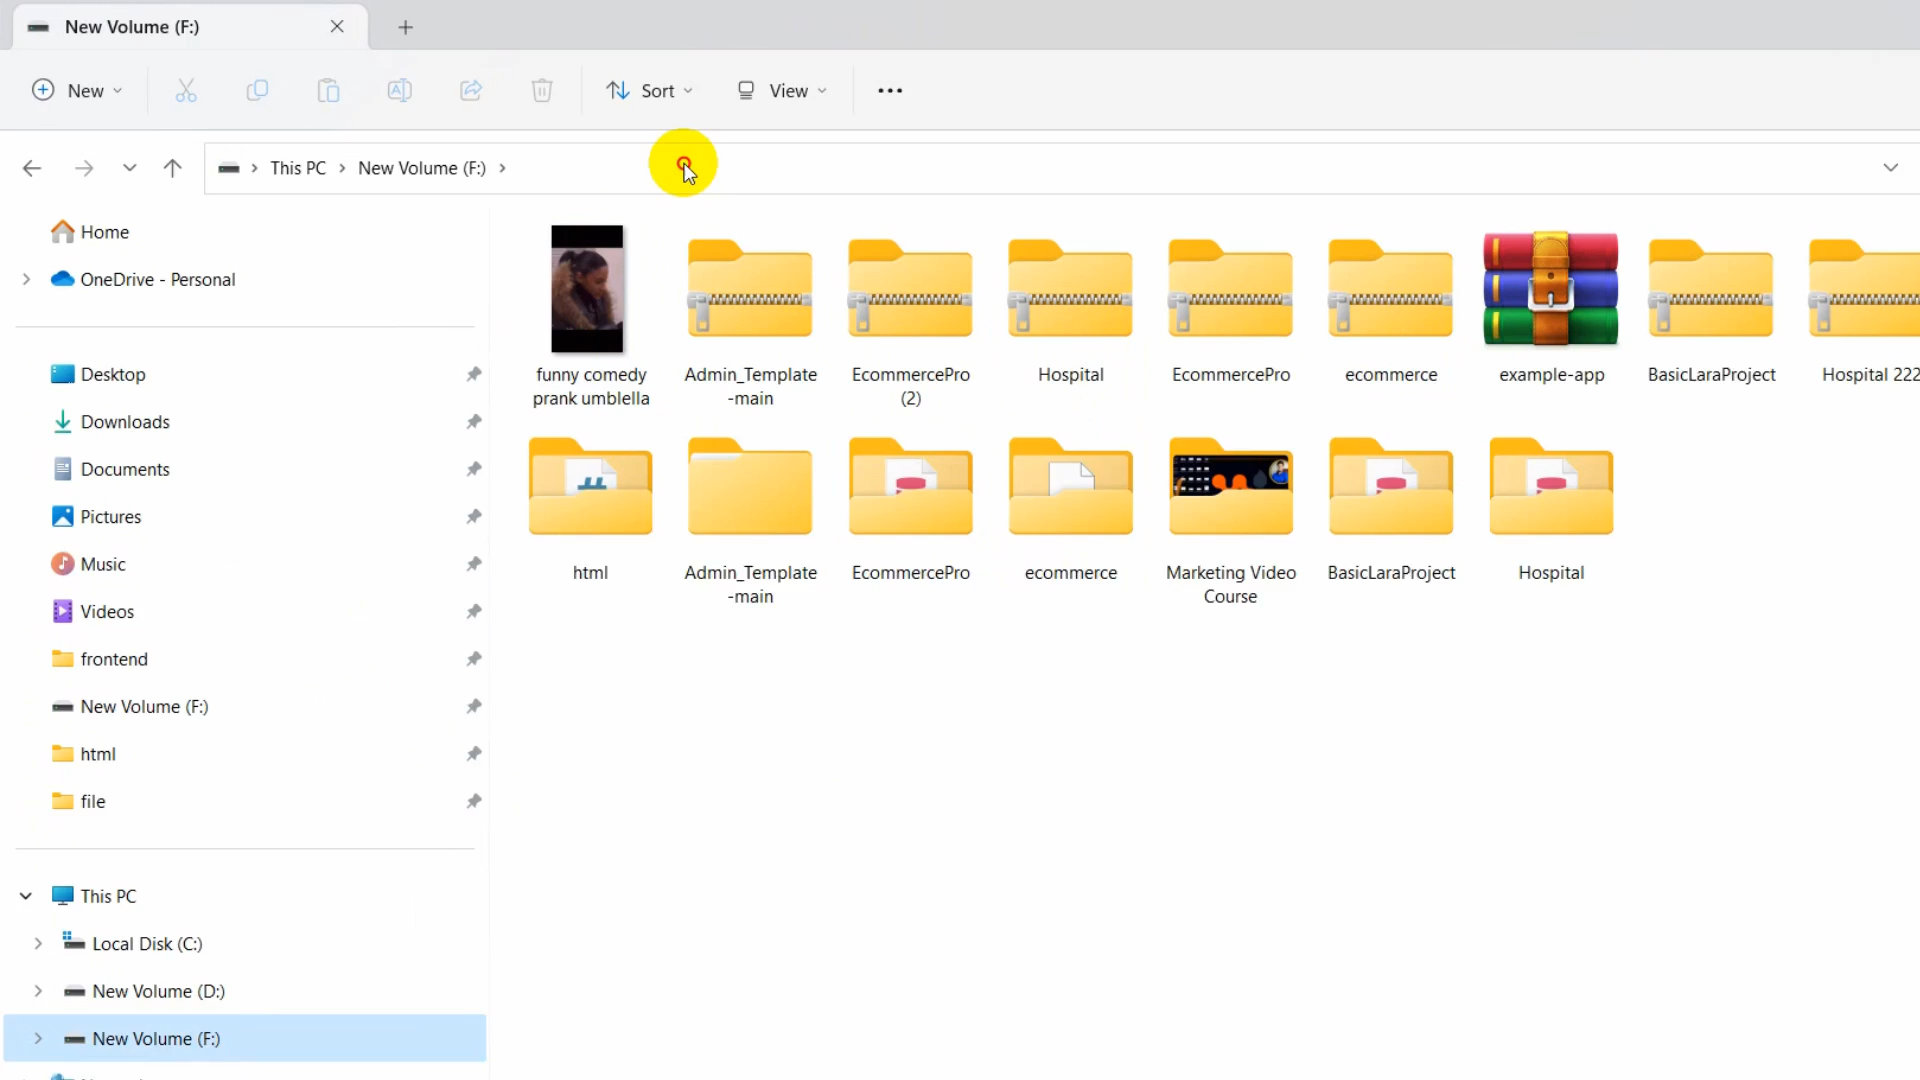 New Volume (F:)
New
Sort
View
This PC
New Volume (F:)
Home
OneDrive - Personal
Desktop
Downloads
Documents
Pictures
Music
Videos
frontend
New Volume (F:)
html
file
This PC
Local Disk (C:)
New Volume (D:)
New Volume (F:)
funny comedy
prank umblella
Admin_Template
-main
EcommercePro
(2)
Hospital
EcommercePro
ecommerce
example-app
BasicLaraProject
Hospital 222
html
Admin_Template
-main
EcommercePro
ecommerce
Marketing Video
Course
BasicLaraProject
Hospital